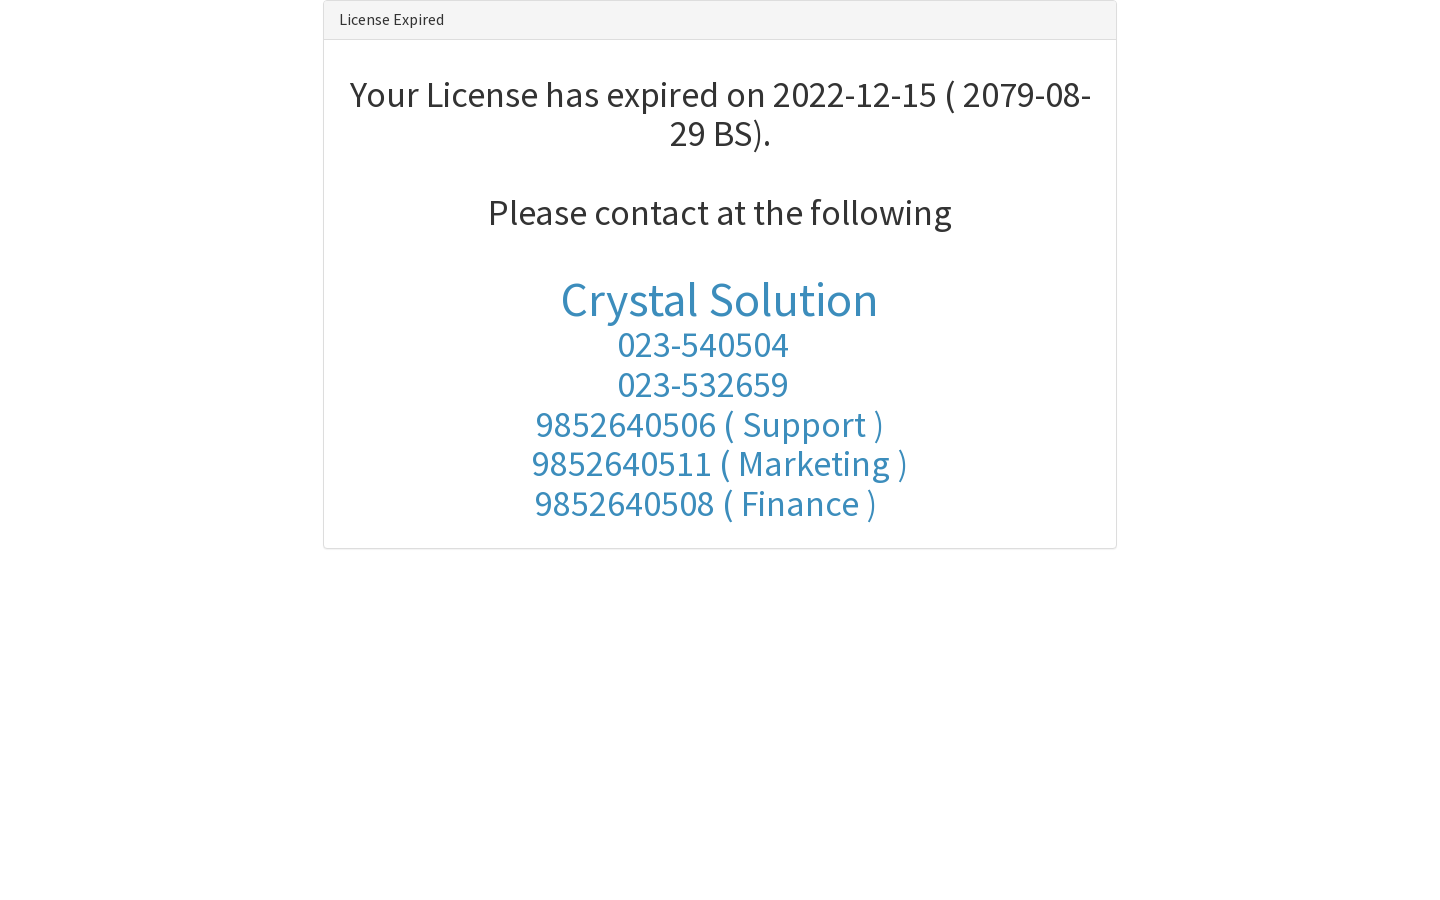 License Expired
Your License has expired on 2022-12-15 ( 2079-08-
29 BS).
Please contact at the following
Crystal Solution
023-540504
023-532659
9852640506 ( Support )
9852640511 ( Marketing )
9852640508 ( Finance )